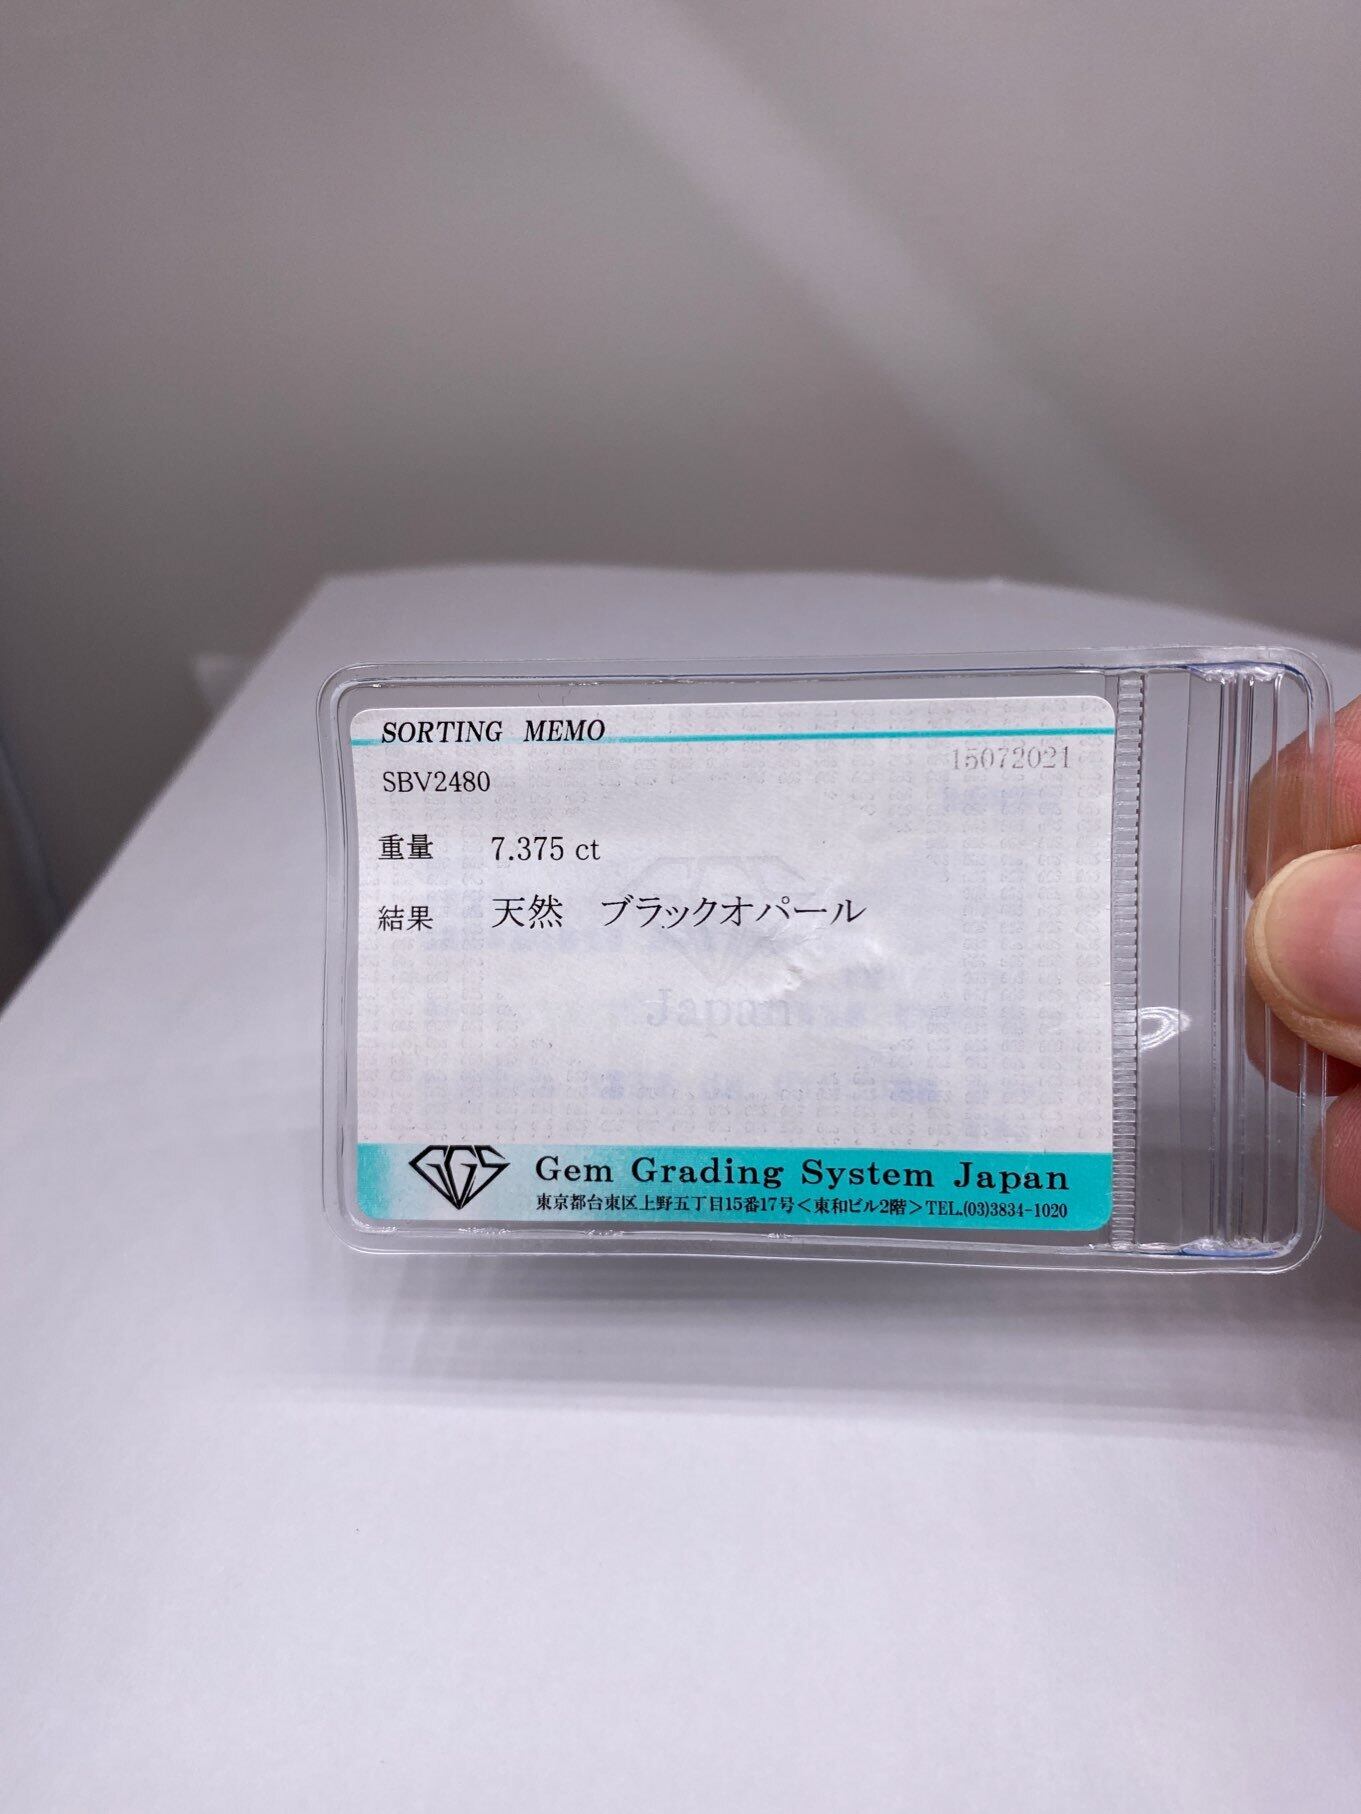 SORTING MEMO
15072021
SBV2480
重量 7.375 ct
結果 天然 ブラックオパール
GGS
Japan
GGS Gem Grading System Japan
東京都台東区上野五丁目15番17号＜東和ビル2階＞TEL.(03)3834-1020